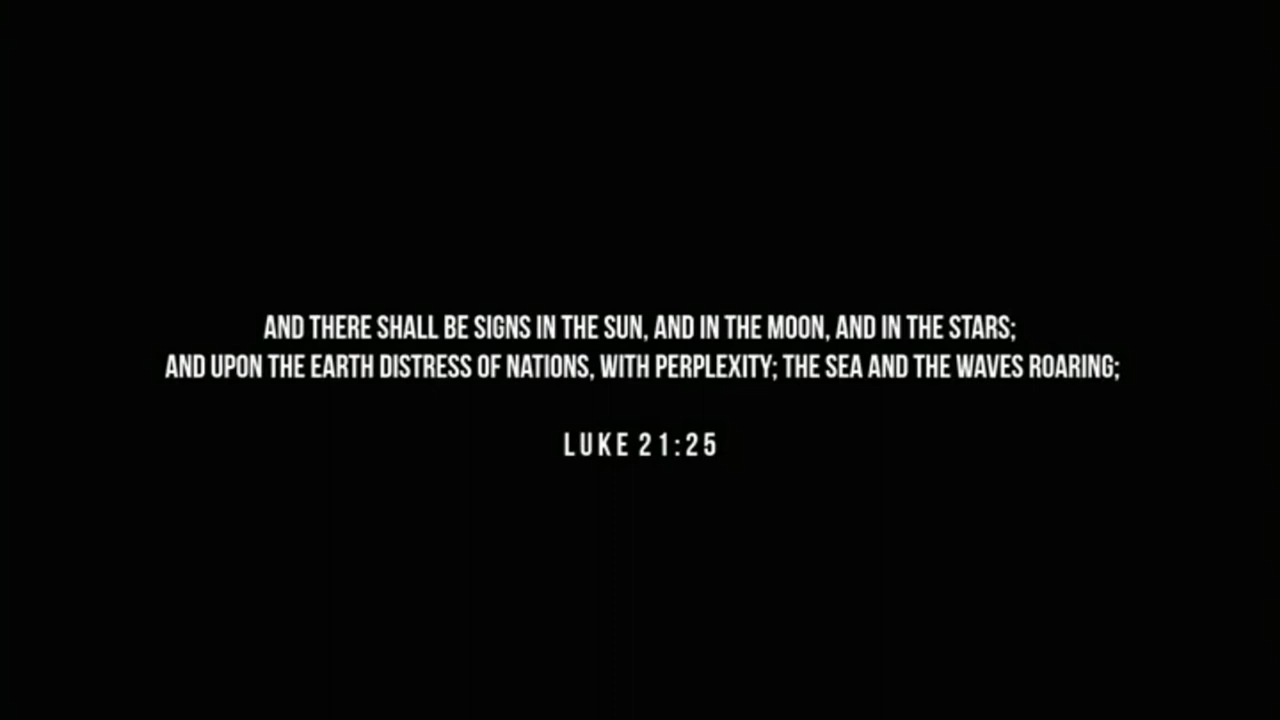 AND THERE SHALL BE SIGNS IN THE SUN, AND IN THE MOON, AND IN THE STARS;
AND UPON THE EARTH DISTRESS OF NATIONS, WITH PERPLEXITY; THE SEA AND THE WAVES ROARING;
LUKE 21:25